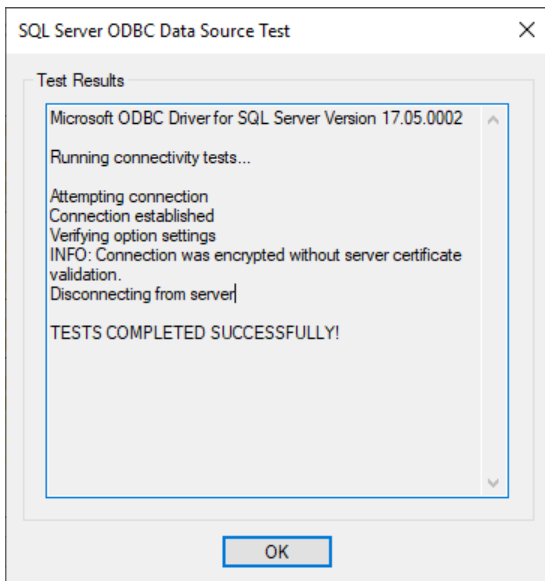 SQL Server ODBC Data Source Test
Test Results
Microsoft ODBC Driver for SQL Server Version 17.05.0002
Running connectivity tests...
Attempting connection
Connection established
Verifying option settings
INFO: Connection was encrypted without server certificate
validation.
Disconnecting from server
TESTS COMPLETED SUCCESSFULLY!
OK